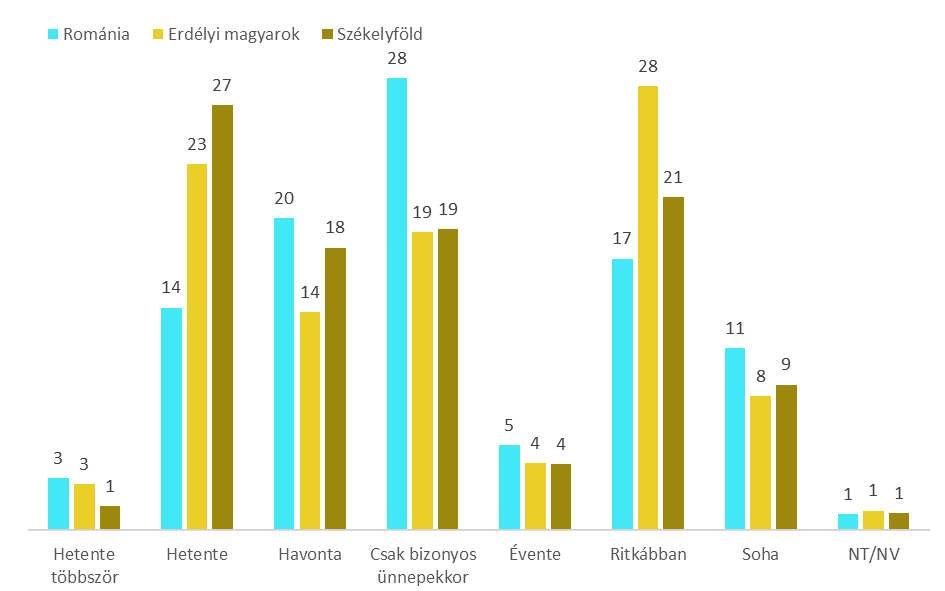 Románia Erdélyi magyarok Székelyföld
3 3 1
14 23 27
20 14 18
28 19 19
5 4 4
17 28 21
11 8 9
1 1 1
Hetente
többször
Hetente
Havonta
Csak bizonyos
ünnepekkor
Évente
Ritkábban
Soha
NT/NV